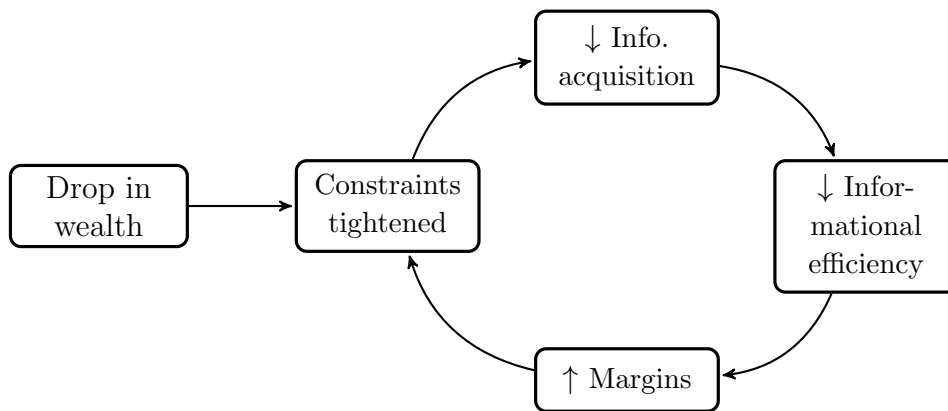 ↓ Info.
acquisition
Drop in
wealth
Constraints
tightened
↓ Infor-
mational
efficiency
↑ Margins